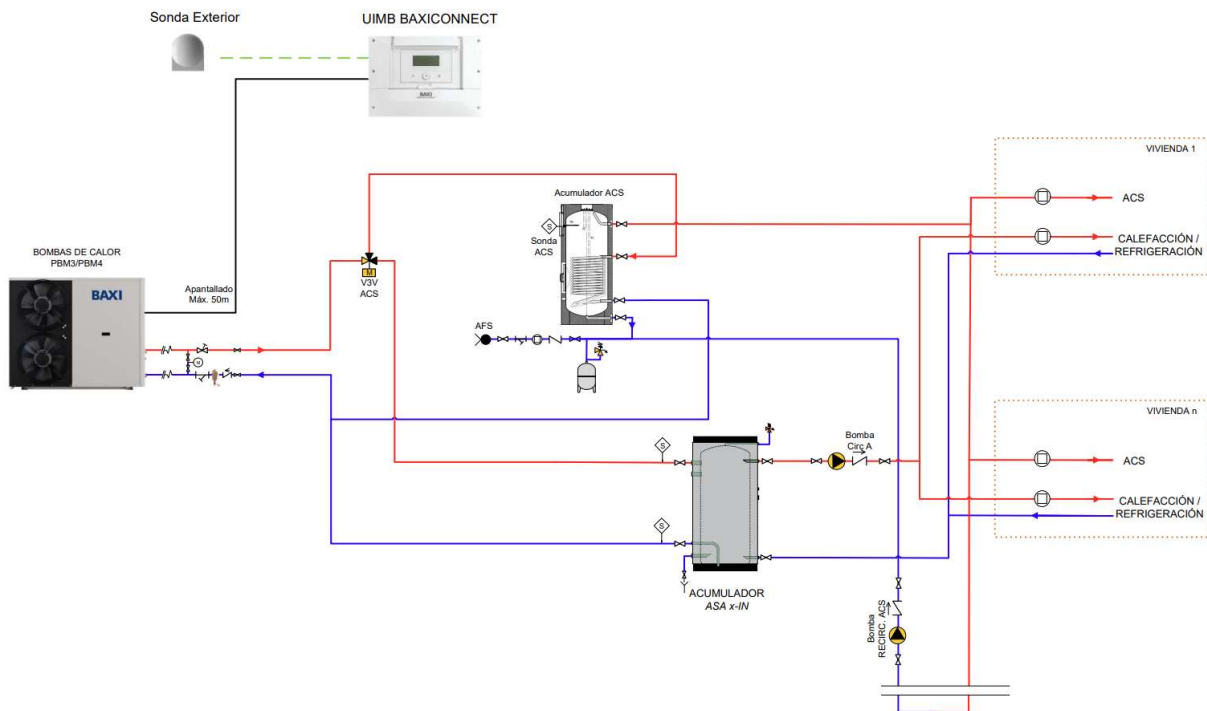 Sonda Exterior
UIMB BAXICONNECT
BAXI
VIVIENDA 1
ACS
CALEFACCIÓN /
REFRIGERACIÓN
Acumulador ACS
S
Sonda
ACS
BOMBAS DE CALOR
PBM3/PBM4
BAXI
Apantallado
Máx. 50m
M
V3V
ACS
AFS
M
VIVIENDA n
ACS
CALEFACCIÓN /
REFRIGERACIÓN
S
Bomba
Circ A
S
ACUMULADOR
ASA x-IN
Bomba
RECIRC. ACS